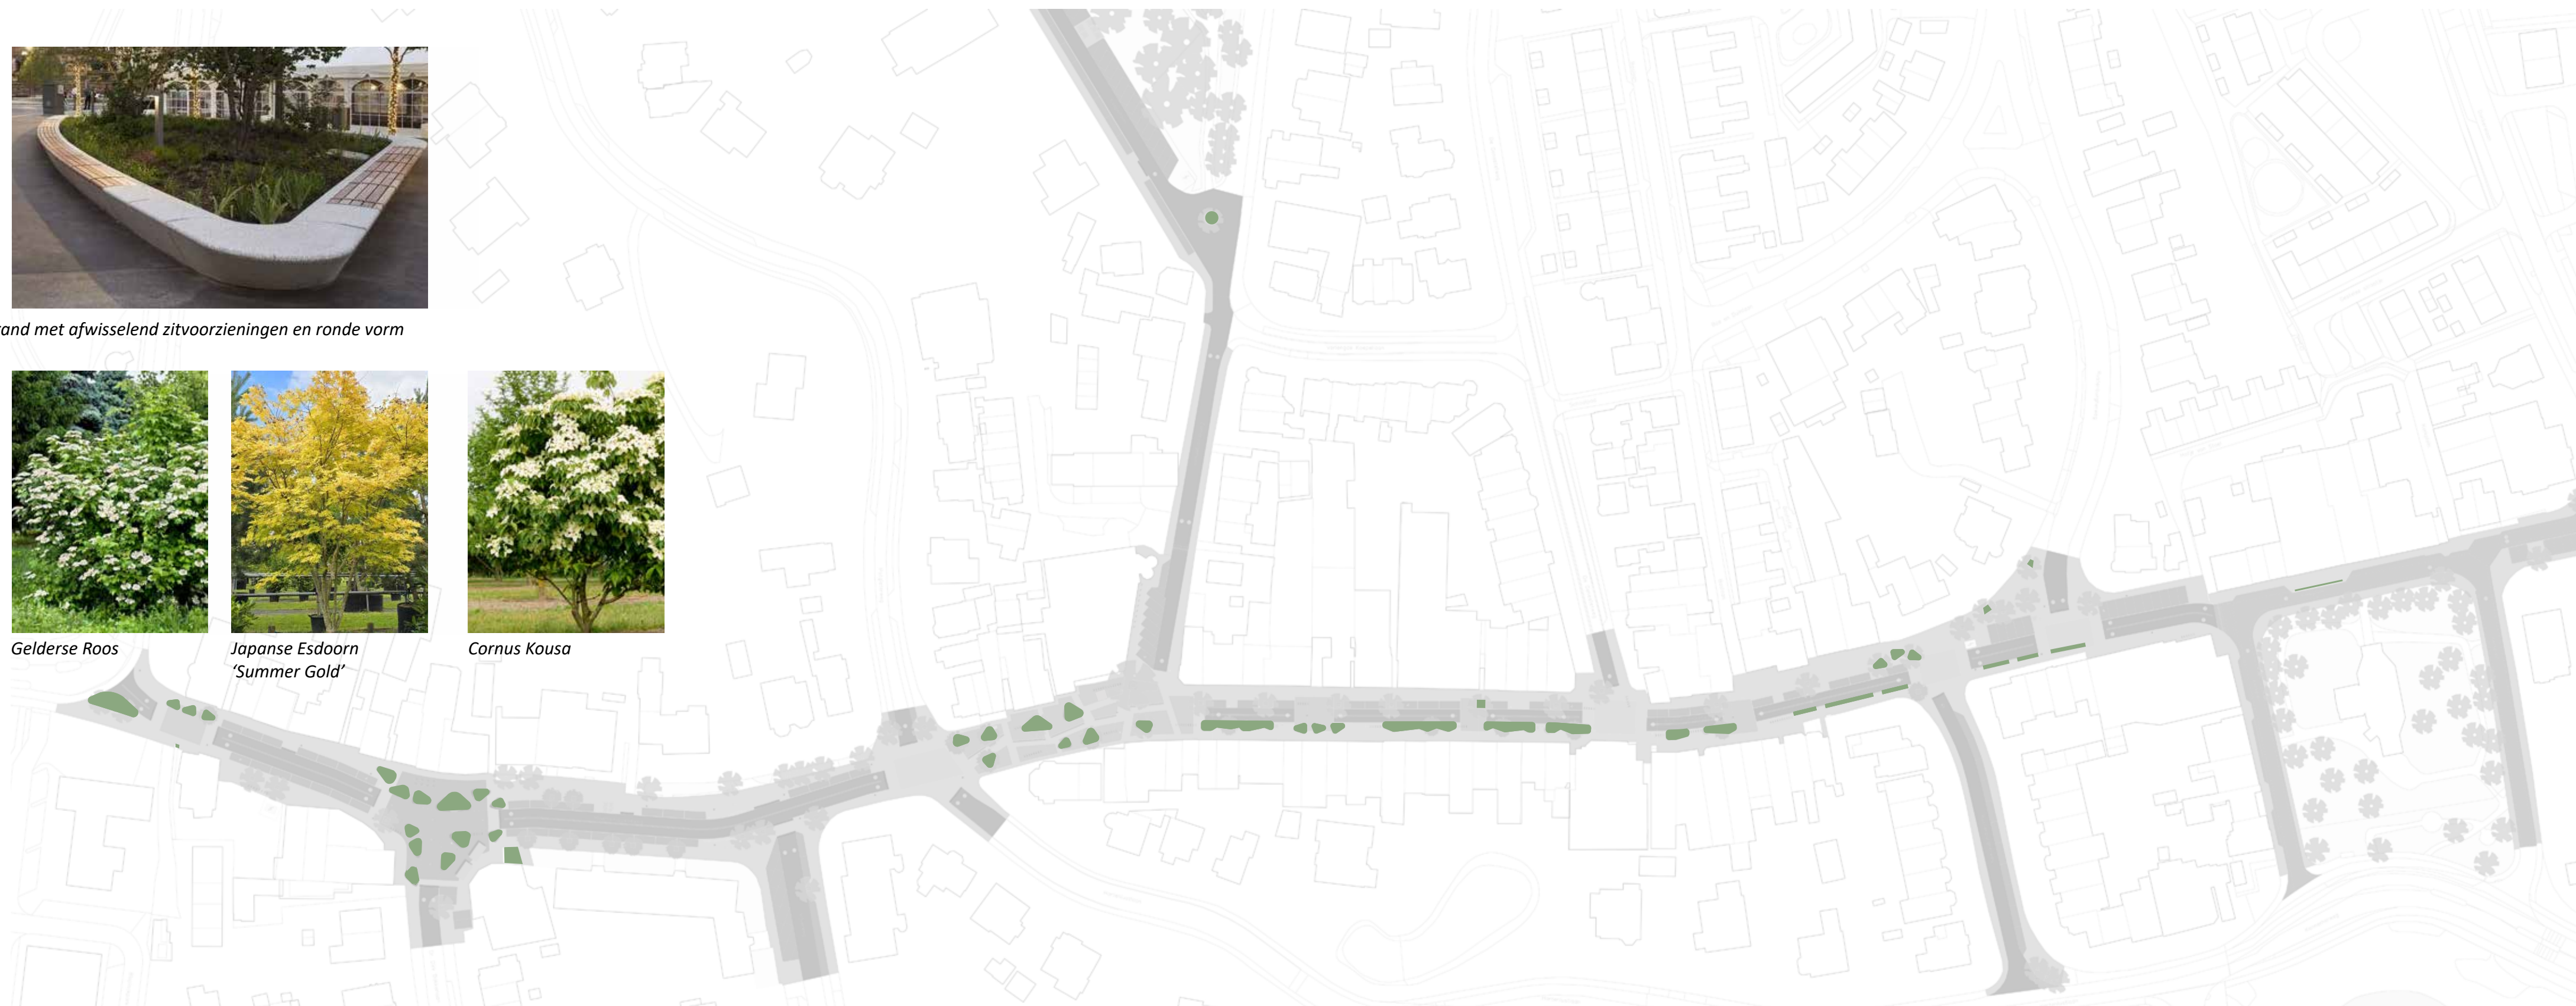 and met afwisselend zitvoorzieningen en ronde vorm
Gelderse Roos
Japanse Esdoorn
‘Summer Gold’
Cornus Kousa